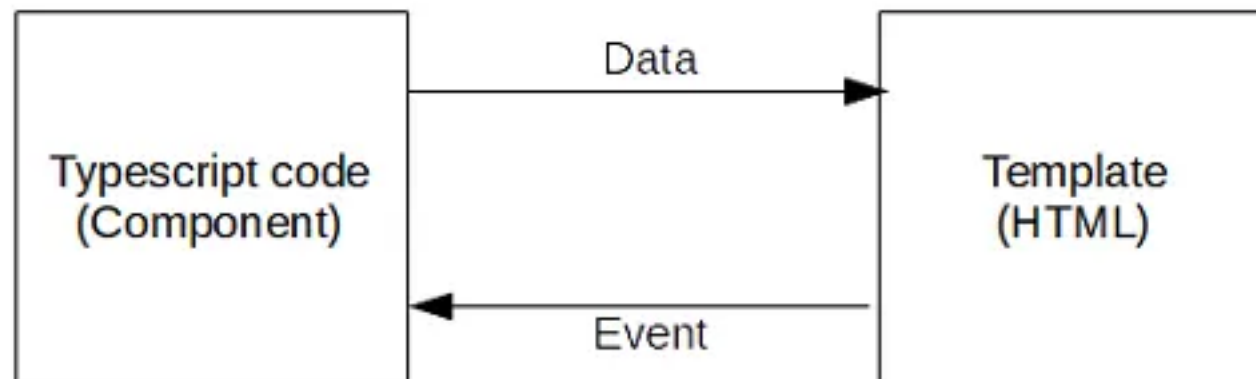 Data
Typescript code
(Component)
Template
(HTML)
Event